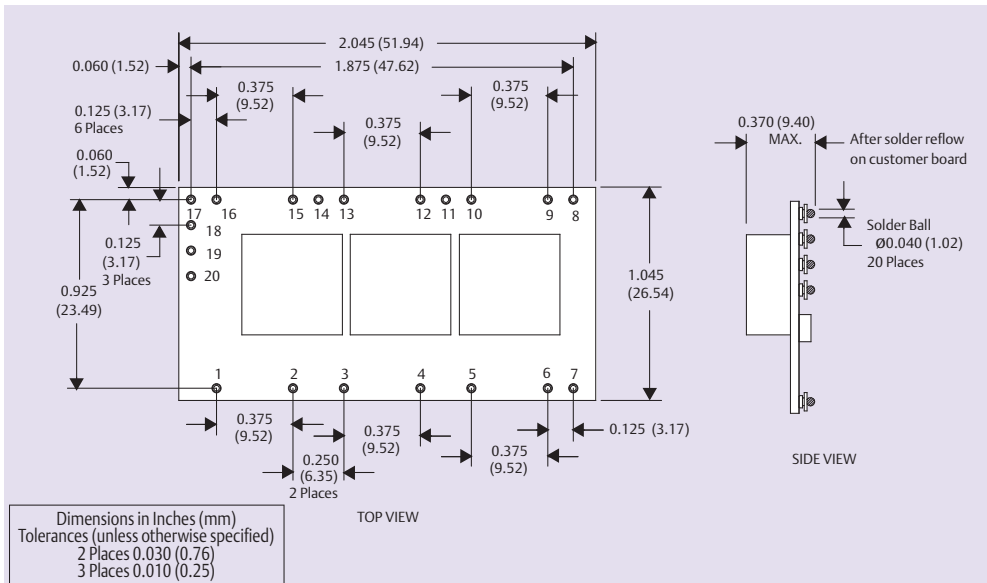 2.045 (51.94)
0.060 (1.52)
1.875 (47.62)
0.375
(9.52)
0.375
(9.52)
0.125 (3.17)
6 Places
0.375
(9.52)
0.370 (9.40)
MAX.
After solder reflow
on customer board
0.060
(1.52)
17 16 15 14 13 12 11 10 9 8
18
19
20
0.125
(3.17)
3 Places
0.925
(23.49)
1.045
(26.54)
Solder Ball
Ø0.040 (1.02)
20 Places
1 2 3 4 5 6 7
0.375
(9.52)
0.375
(9.52)
0.375
(9.52)
0.125 (3.17)
0.250
(6.35)
2 Places
SIDE VIEW
TOP VIEW
Dimensions in Inches (mm)
Tolerances (unless otherwise specified)
2 Places 0.030 (0.76)
3 Places 0.010 (0.25)